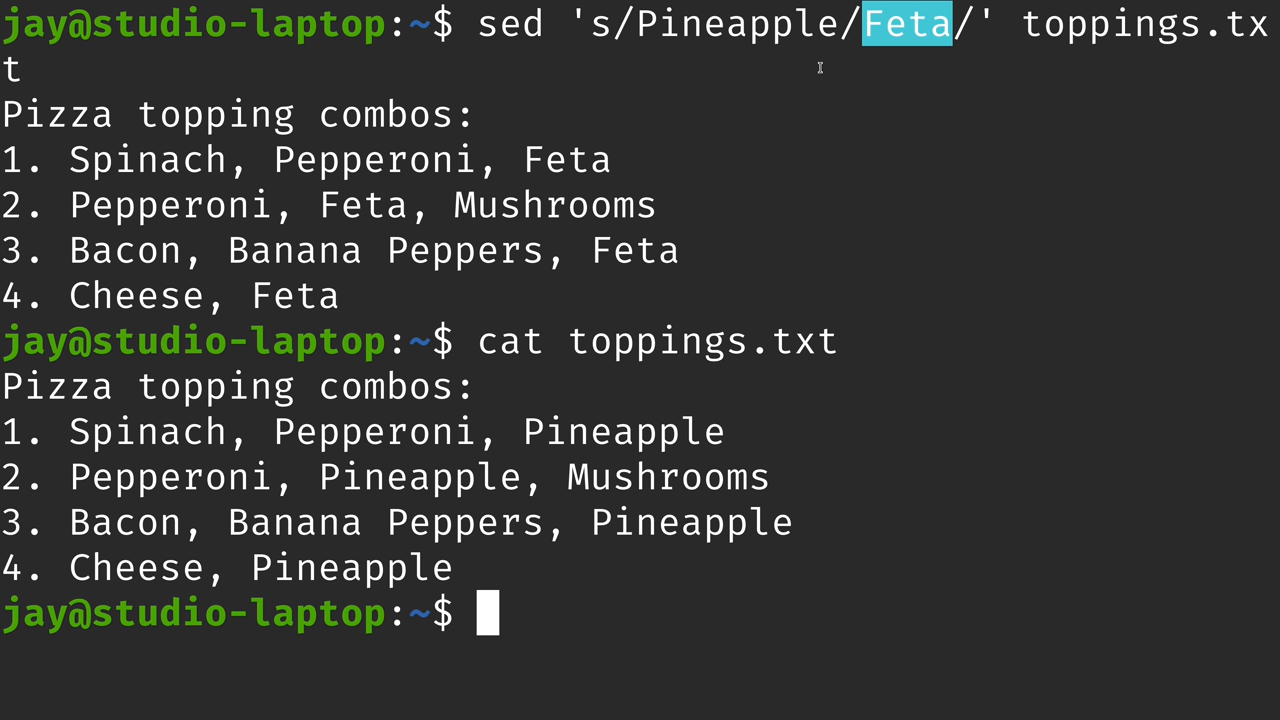 jay@studio-laptop:~$ sed 's/Pineapple/Feta/' toppings.tx
t
Pizza topping combos:
1. Spinach, Pepperoni, Feta
2. Pepperoni, Feta, Mushrooms
3. Bacon, Banana Peppers, Feta
4. Cheese, Feta
jay@studio-laptop:~$ cat toppings.txt
Pizza topping combos:
1. Spinach, Pepperoni, Pineapple
2. Pepperoni, Pineapple, Mushrooms
3. Bacon, Banana Peppers, Pineapple
4. Cheese, Pineapple
jay@studio-laptop:~$